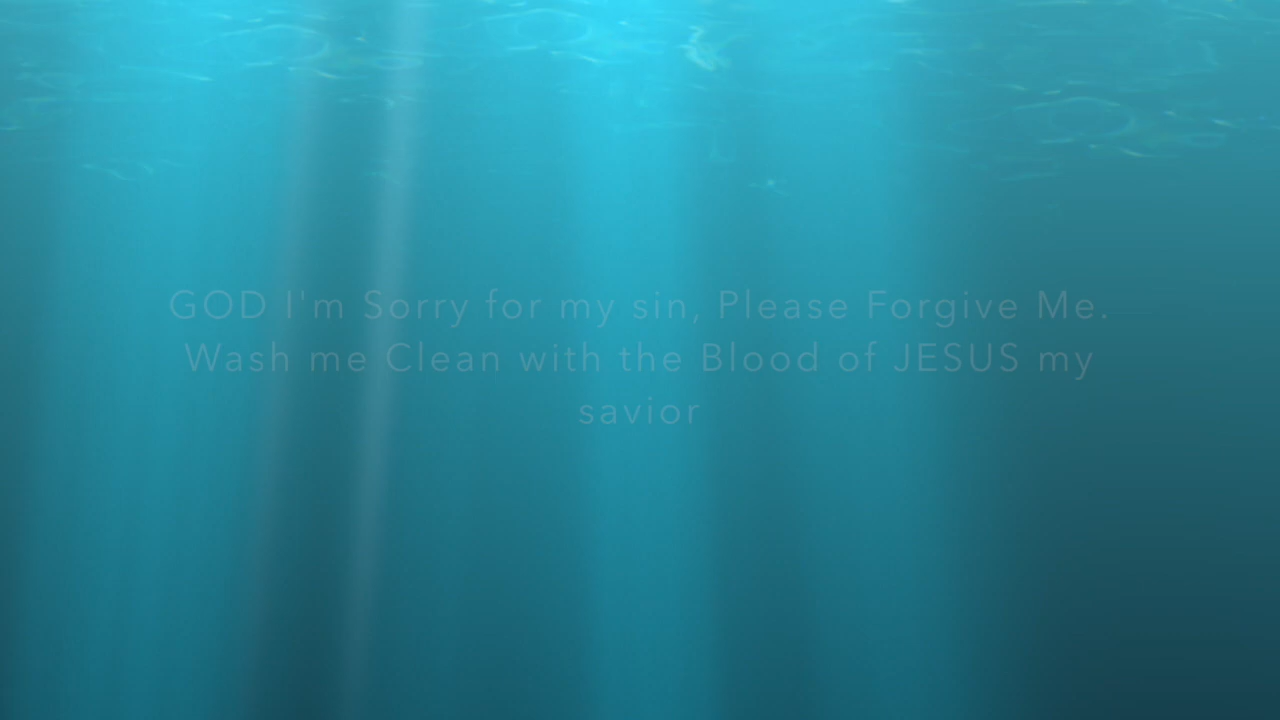 GOD I'm Sorry for my sin, Please Forgive Me.
Wash me Clean with the Blood of JESUS my
savior